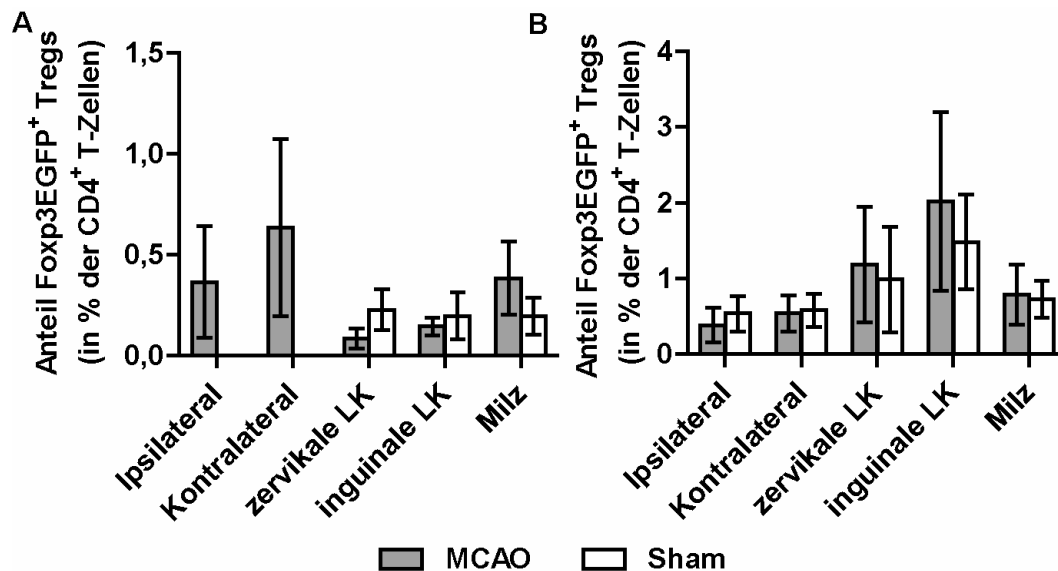 A
Anteil Foxp3EGFP⁺ Tregs
(in % der CD4⁺ T-Zellen)
1,5
1,0
0,5
0,0
Ipsilateral
Kontralateral
zervikale LK
inguinale LK
Milz
B
Anteil Foxp3EGFP⁺ Tregs
(in % der CD4⁺ T-Zellen)
4
3
2
1
0
Ipsilateral
Kontralateral
zervikale LK
inguinale LK
Milz
MCAO
Sham